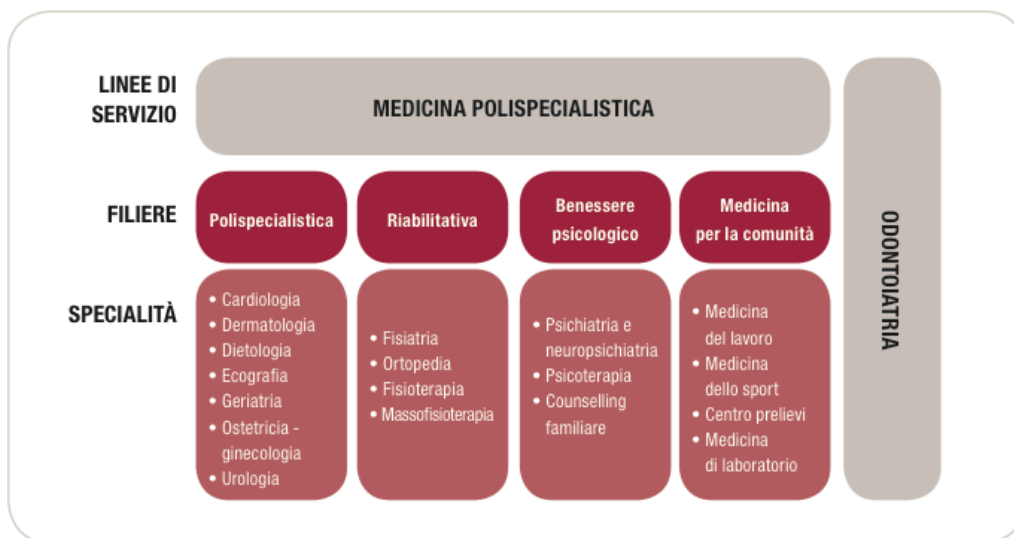 LINEE DI
SERVIZIO
MEDICINA POLISPECIALISTICA
FILIERE
Polispecialistica
Riabilitativa
Benessere
psicologico
Medicina
per la comunità
SPECIALITÀ
• Cardiologia
• Dermatologia
• Dietologia
• Ecografia
• Geriatria
• Ostetricia -
ginecologia
• Urologia
• Fisiatria
• Ortopedia
• Fisioterapia
• Massofisioterapia
• Psichiatria e
neuropsichiatria
• Psicoterapia
• Counselling
familiare
• Medicina
del lavoro
• Medicina
dello sport
• Centro prelievi
• Medicina
di laboratorio
ODONTOIATRIA